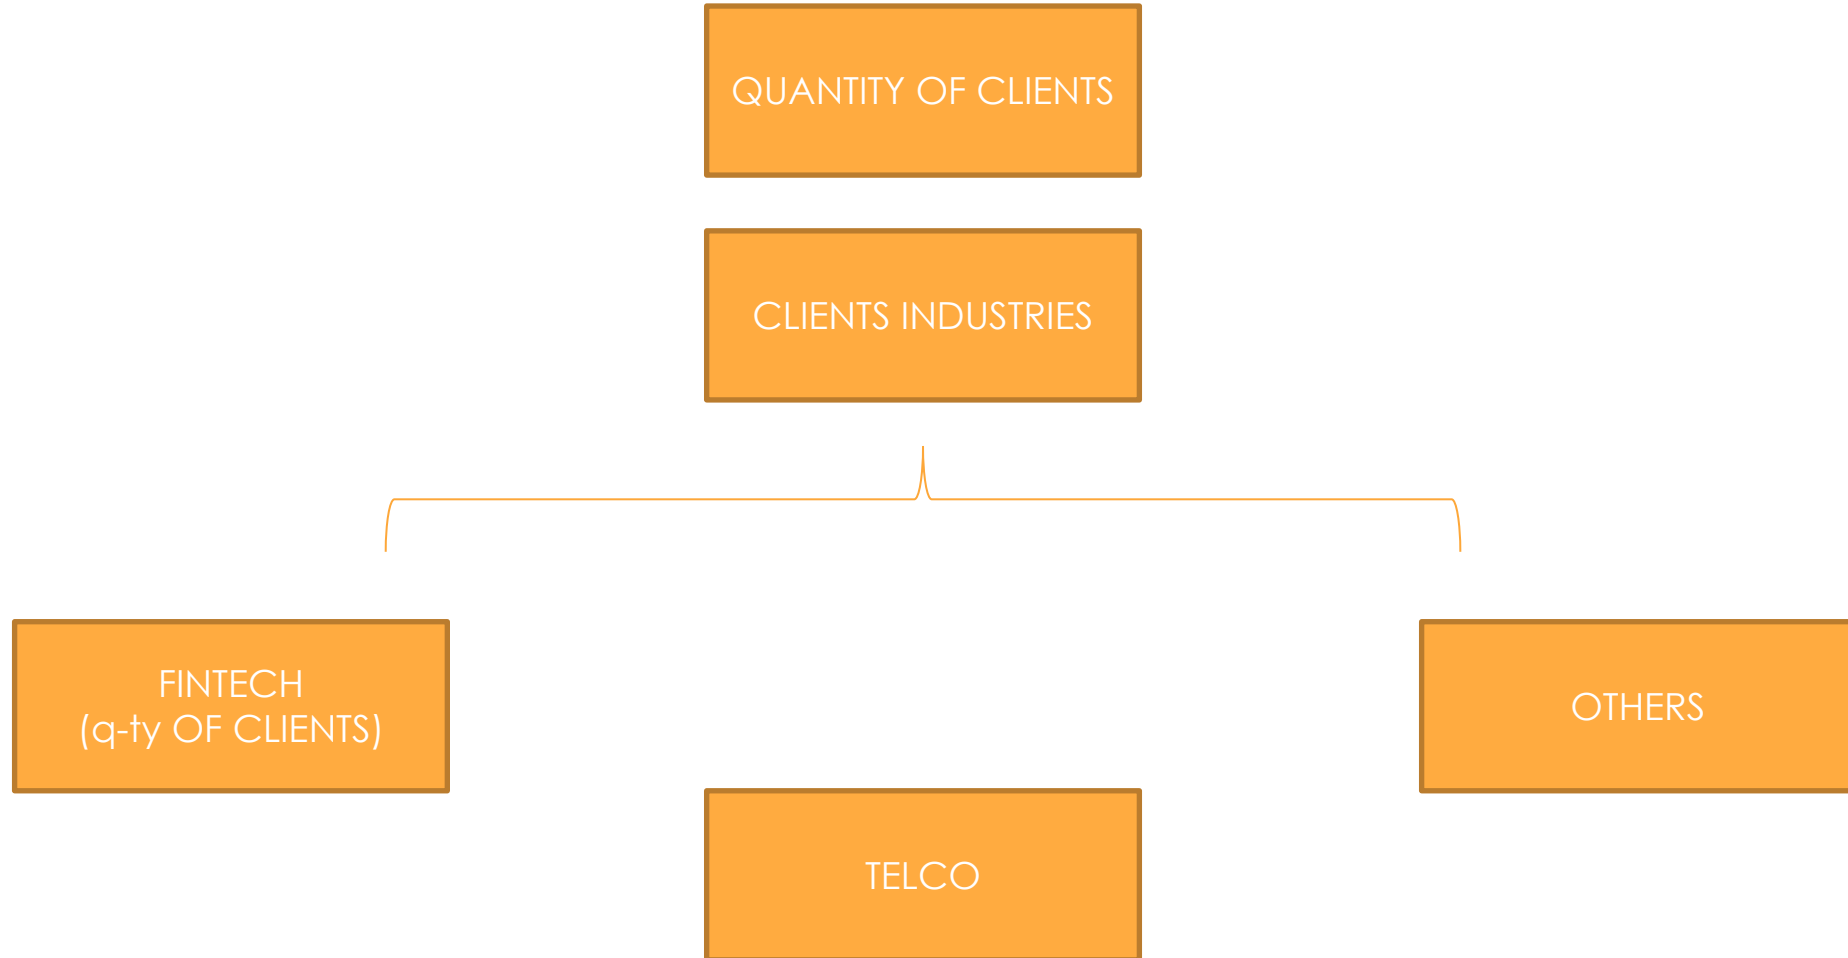 QUANTITY OF CLIENTS
CLIENTS INDUSTRIES
FINTECH
(q-ty OF CLIENTS)
OTHERS
TELCO